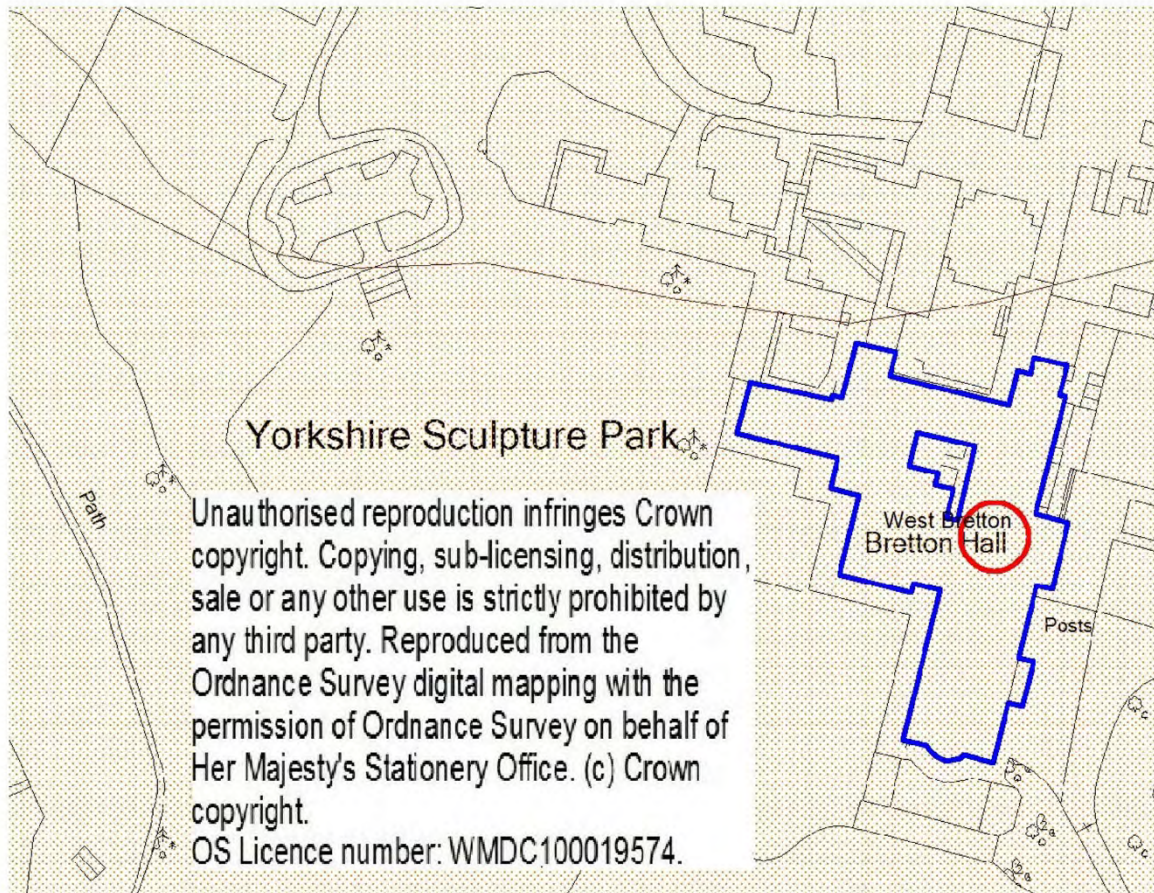 Yorkshire Sculpture Park
Path
West Bretton
Bretton Hall
Posts
Unauthorised reproduction infringes Crown
copyright. Copying, sub-licensing, distribution,
sale or any other use is strictly prohibited by
any third party. Reproduced from the
Ordnance Survey digital mapping with the
permission of Ordnance Survey on behalf of
Her Majesty's Stationery Office. (c) Crown
copyright.
OS Licence number: WMDC100019574.